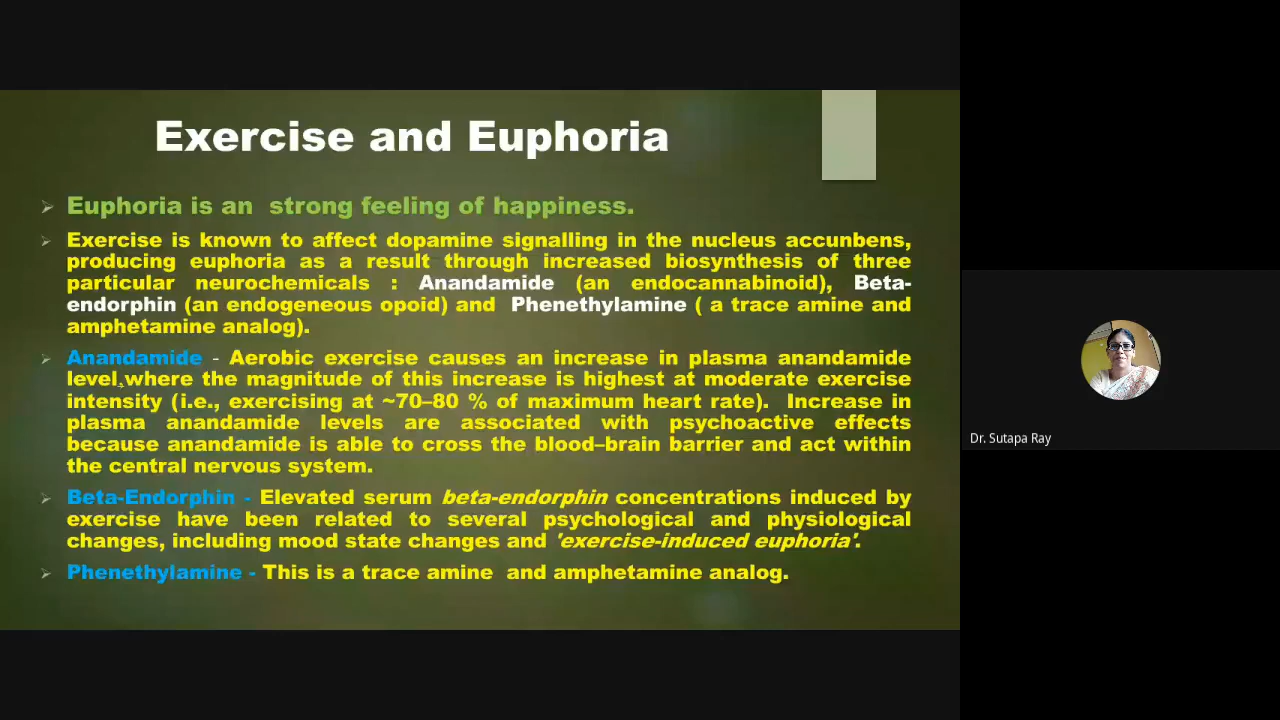 Exercise and Euphoria
Euphoria is an strong feeling of happiness.
Exercise is known to affect dopamine signalling in the nucleus accunbens,
producing euphoria as a result through increased biosynthesis of three
particular neurochemicals : Anandamide (an endocannabinoid), Beta-
endorphin (an endogeneous opoid) and Phenethylamine ( a trace amine and
amphetamine analog).
Anandamide - Aerobic exercise causes an increase in plasma anandamide
level, where the magnitude of this increase is highest at moderate exercise
intensity (i.e., exercising at ~70–80 % of maximum heart rate). Increase in
plasma anandamide levels are associated with psychoactive effects
because anandamide is able to cross the blood–brain barrier and act within
the central nervous system.
Beta-Endorphin - Elevated serum beta-endorphin concentrations induced by
exercise have been related to several psychological and physiological
changes, including mood state changes and 'exercise-induced euphoria'.
Phenethylamine - This is a trace amine and amphetamine analog.
Dr. Sutapa Ray